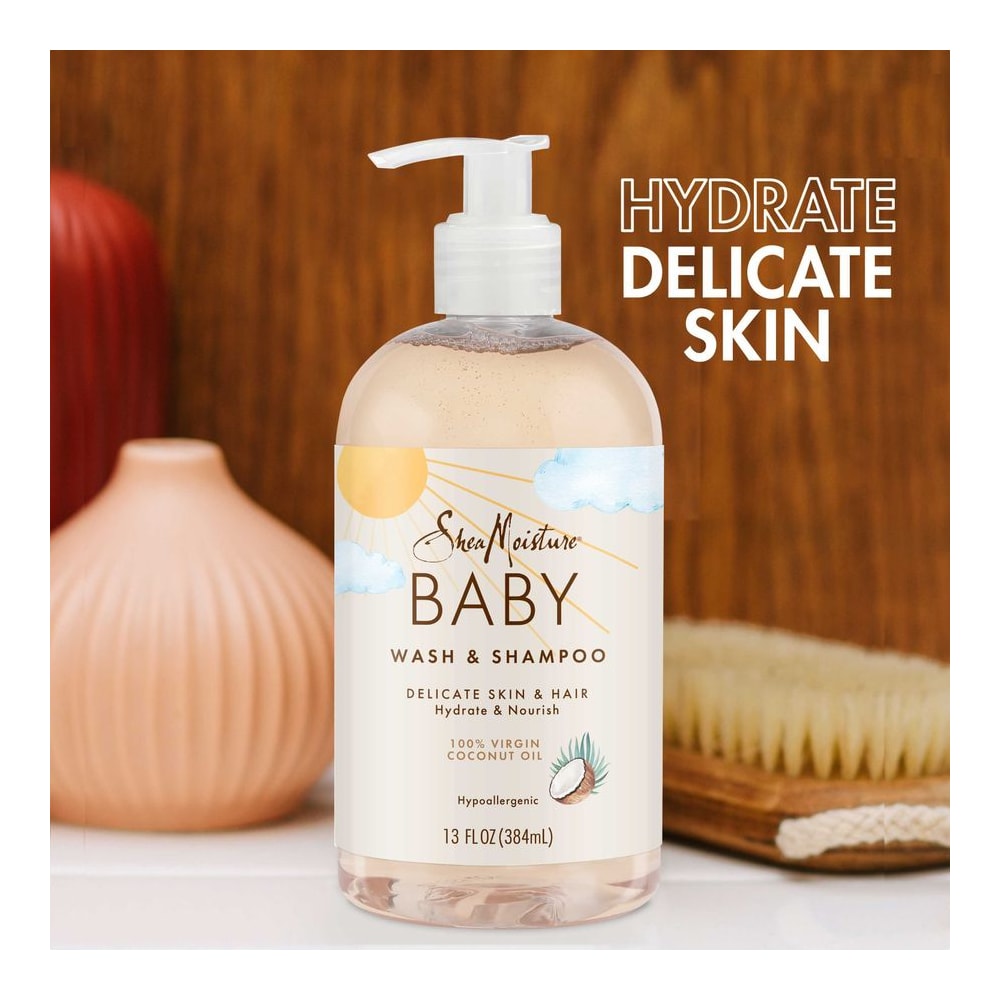 HYDRATE
DELICATE
SKIN
SheaMoisture®
BABY
WASH & SHAMPOO
DELICATE SKIN & HAIR
Hydrate & Nourish
100% VIRGIN
COCONUT OIL
Hypoallergenic
13 FL OZ (384mL)